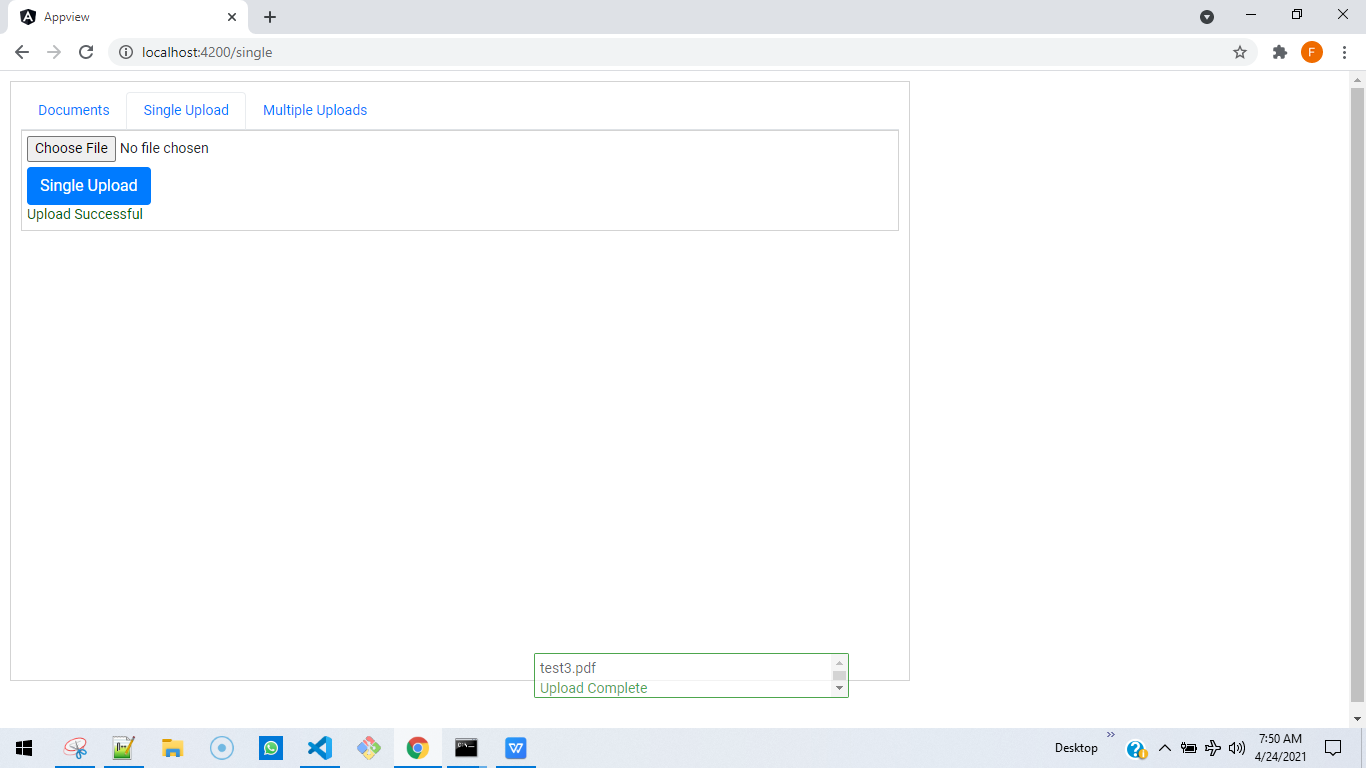 Appview
localhost:4200/single
F
Documents
Single Upload
Multiple Uploads
Choose File No file chosen
Single Upload
Upload Successful
test3.pdf
Upload Complete
Desktop
7:50 AM
4/24/2021